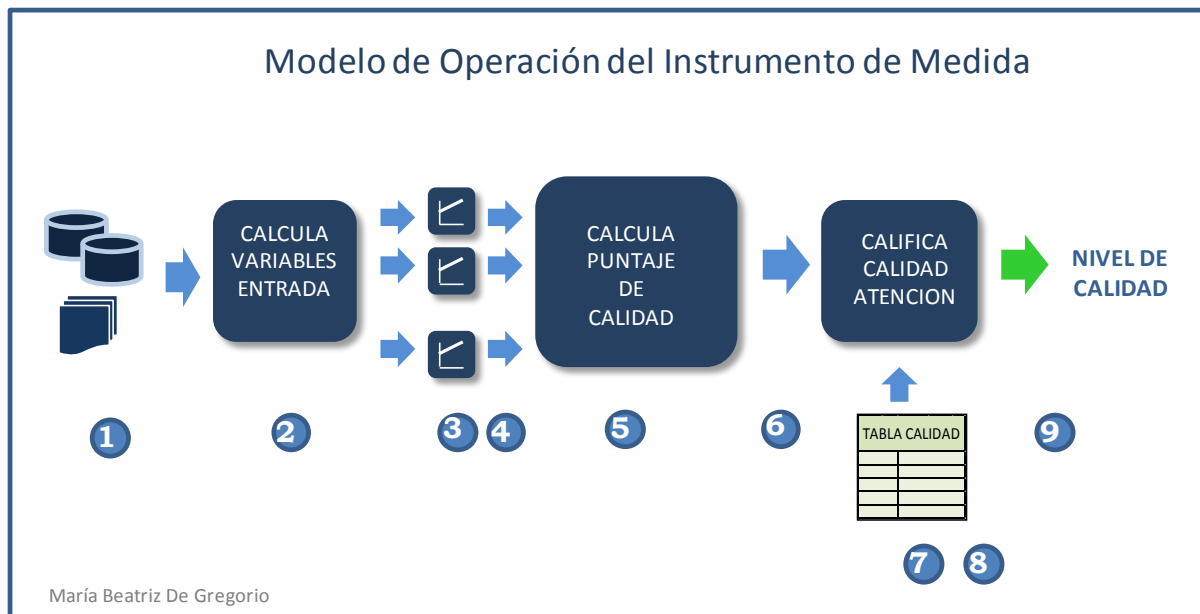 Modelo de Operación del Instrumento de Medida
CALCULA
VARIABLES
ENTRADA
CALCULA
PUNTAJE
DE
CALIDAD
CALIFICA
CALIDAD
ATENCION
NIVEL DE
CALIDAD
1
2
3
4
5
6
TABLA CALIDAD
9
7
8
María Beatriz De Gregorio